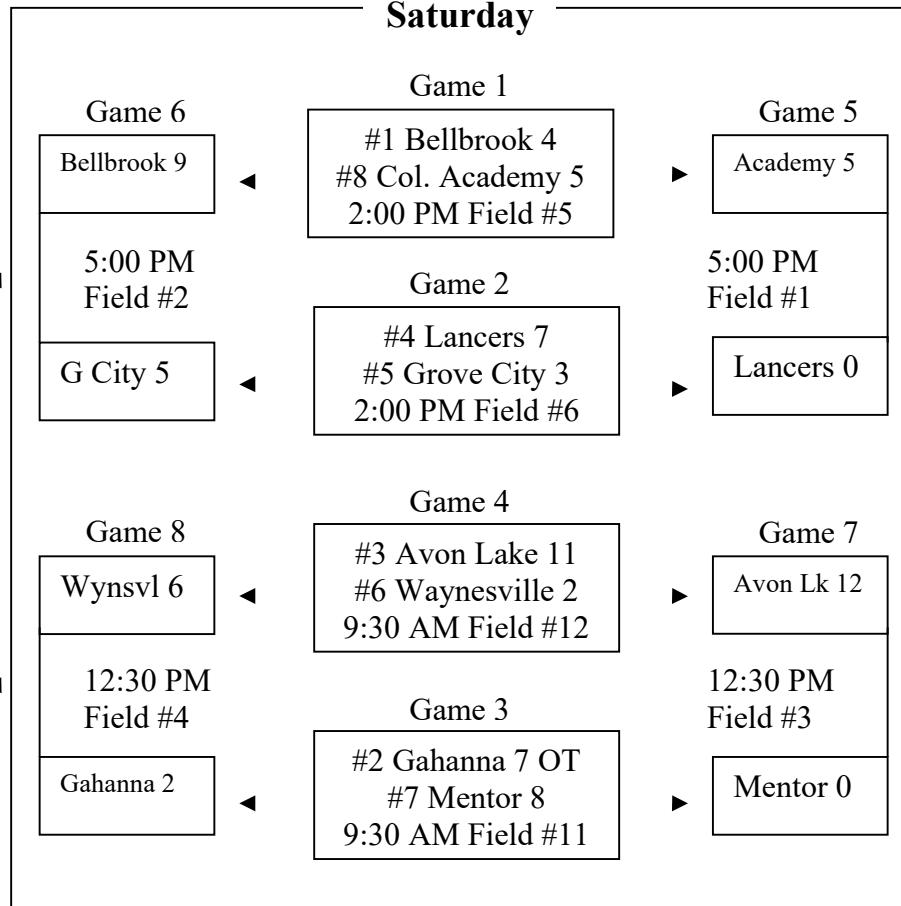 Saturday
Game 1
Game 6
Game 5
Bellbrook 9
#1 Bellbrook 4
#8 Col. Academy 5
2:00 PM Field #5
Academy 5
5:00 PM
Field #2
Game 2
5:00 PM
Field #1
G City 5
#4 Lancers 7
#5 Grove City 3
2:00 PM Field #6
Lancers 0
Game 4
Game 8
Game 7
Wynsvl 6
#3 Avon Lake 11
#6 Waynesville 2
9:30 AM Field #12
Avon Lk 12
12:30 PM
Field #4
Game 3
12:30 PM
Field #3
Gahanna 2
#2 Gahanna 7 OT
#7 Mentor 8
9:30 AM Field #11
Mentor 0